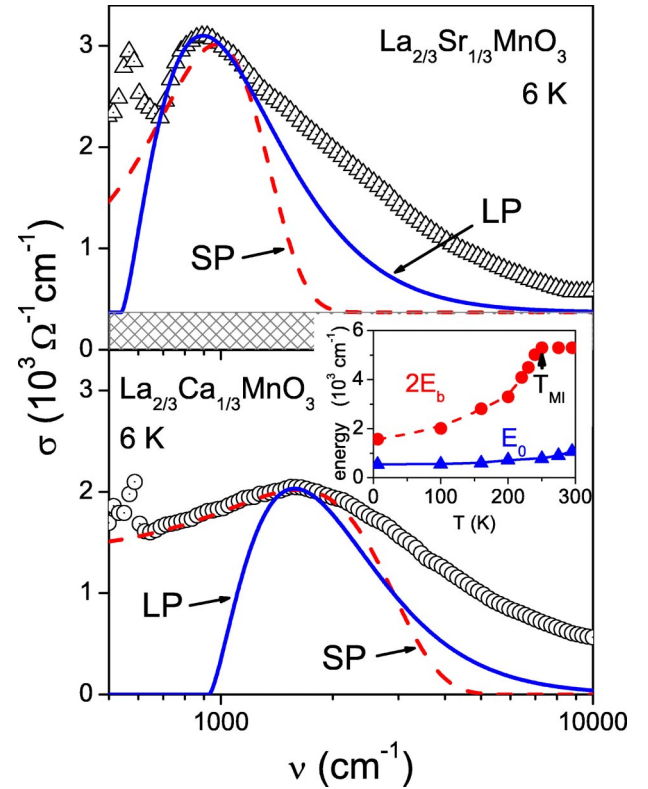 3
La2/3Sr1/3MnO3
6 K
2
LP
1
SP
0
σ (10³ Ω⁻¹cm⁻¹)
La2/3Ca1/3MnO3
3
6 K
6
2Eb
4
TMI
2
E0
0
energy (10³ cm⁻¹)
0 100 200 300
T (K)
2
1
LP
SP
0
1000 10000
ν (cm⁻¹)